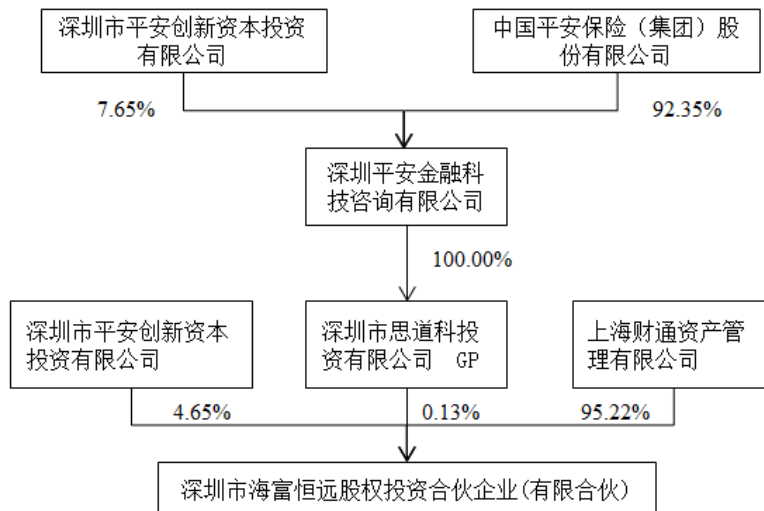 深圳市平安创新资本投资
有限公司
中国平安保险（集团）股
份有限公司
7.65%
92.35%
深圳平安金融科
技咨询有限公司
100.00%
深圳市平安创新资本
投资有限公司
深圳市思道科投
资有限公司 GP
上海财通资产管
理有限公司
4.65%
0.13%
95.22%
深圳市海富恒远股权投资合伙企业(有限合伙)